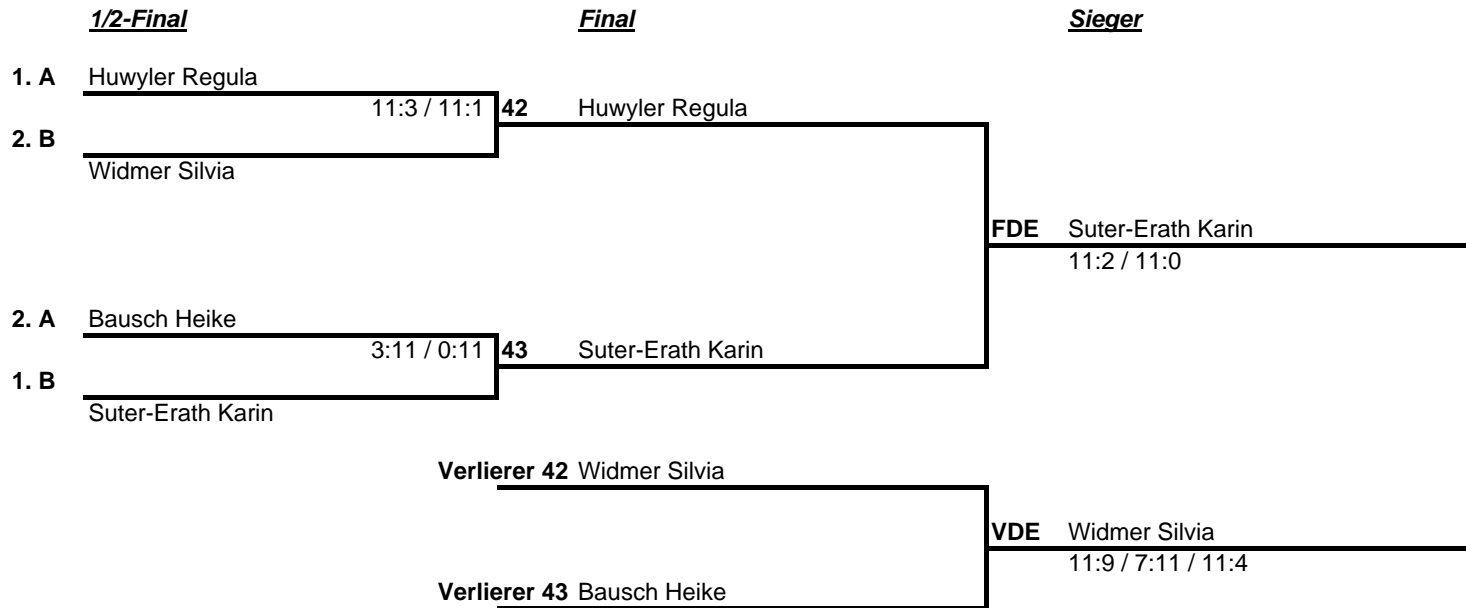 1/2-Final Final Sieger
1. A Huwyler Regula
11:3 / 11:1 42 Huwyler Regula
2. B
Widmer Silvia
FDE Suter-Erath Karin
11:2 / 11:0
2. A Bausch Heike
3:11 / 0:11 43 Suter-Erath Karin
1. B
Suter-Erath Karin
Verlierer 42 Widmer Silvia
VDE Widmer Silvia
11:9 / 7:11 / 11:4
Verlierer 43 Bausch Heike